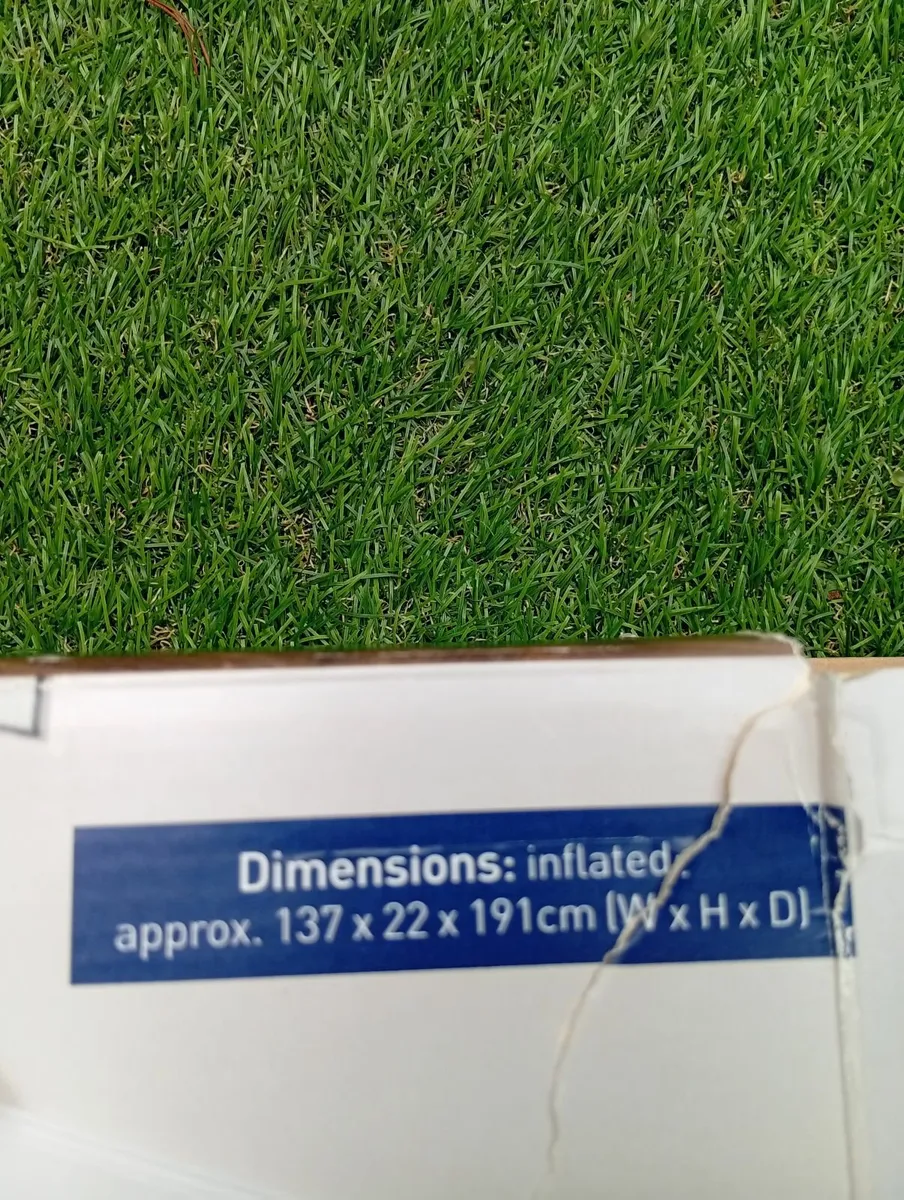 Dimensions: inflated
approx. 137 x 22 x 191cm (W x H x D)